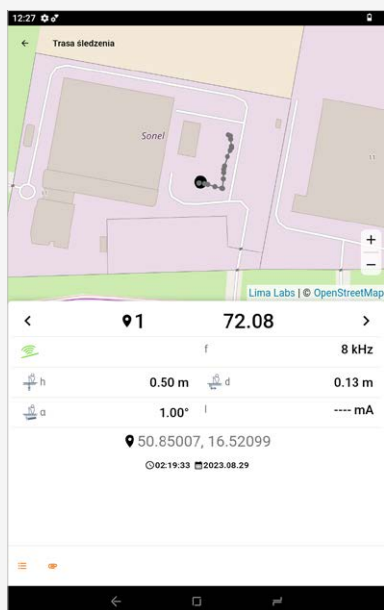 12:27
Trasa śledzenia
Sonel
+
−
Lima Labs | © OpenStreetMap
1 72.08
f 8 kHz
h 0.50 m d 0.13 m
α 1.00° I ---- mA
50.85007, 16.52099
02:19:33 2023.08.29